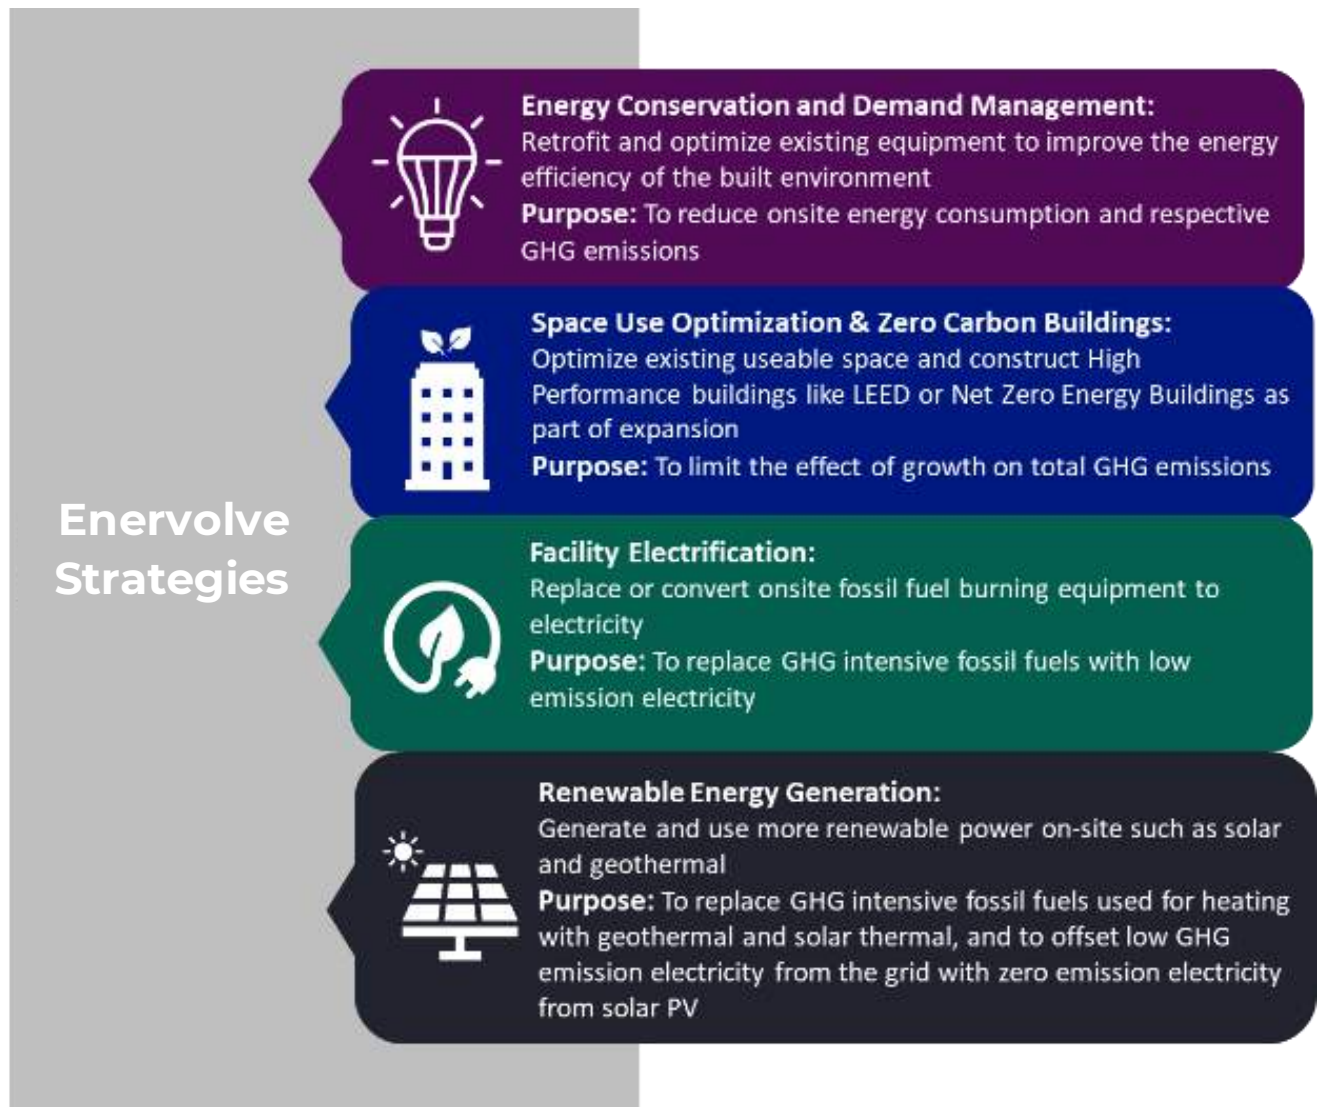 Enervolve
Strategies
Energy Conservation and Demand Management:
Retrofit and optimize existing equipment to improve the energy
efficiency of the built environment
Purpose: To reduce onsite energy consumption and respective
GHG emissions
Space Use Optimization & Zero Carbon Buildings:
Optimize existing useable space and construct High
Performance buildings like LEED or Net Zero Energy Buildings as
part of expansion
Purpose: To limit the effect of growth on total GHG emissions
Facility Electrification:
Replace or convert onsite fossil fuel burning equipment to
electricity
Purpose: To replace GHG intensive fossil fuels with low
emission electricity
Renewable Energy Generation:
Generate and use more renewable power on-site such as solar
and geothermal
Purpose: To replace GHG intensive fossil fuels used for heating
with geothermal and solar thermal, and to offset low GHG
emission electricity from the grid with zero emission electricity
from solar PV